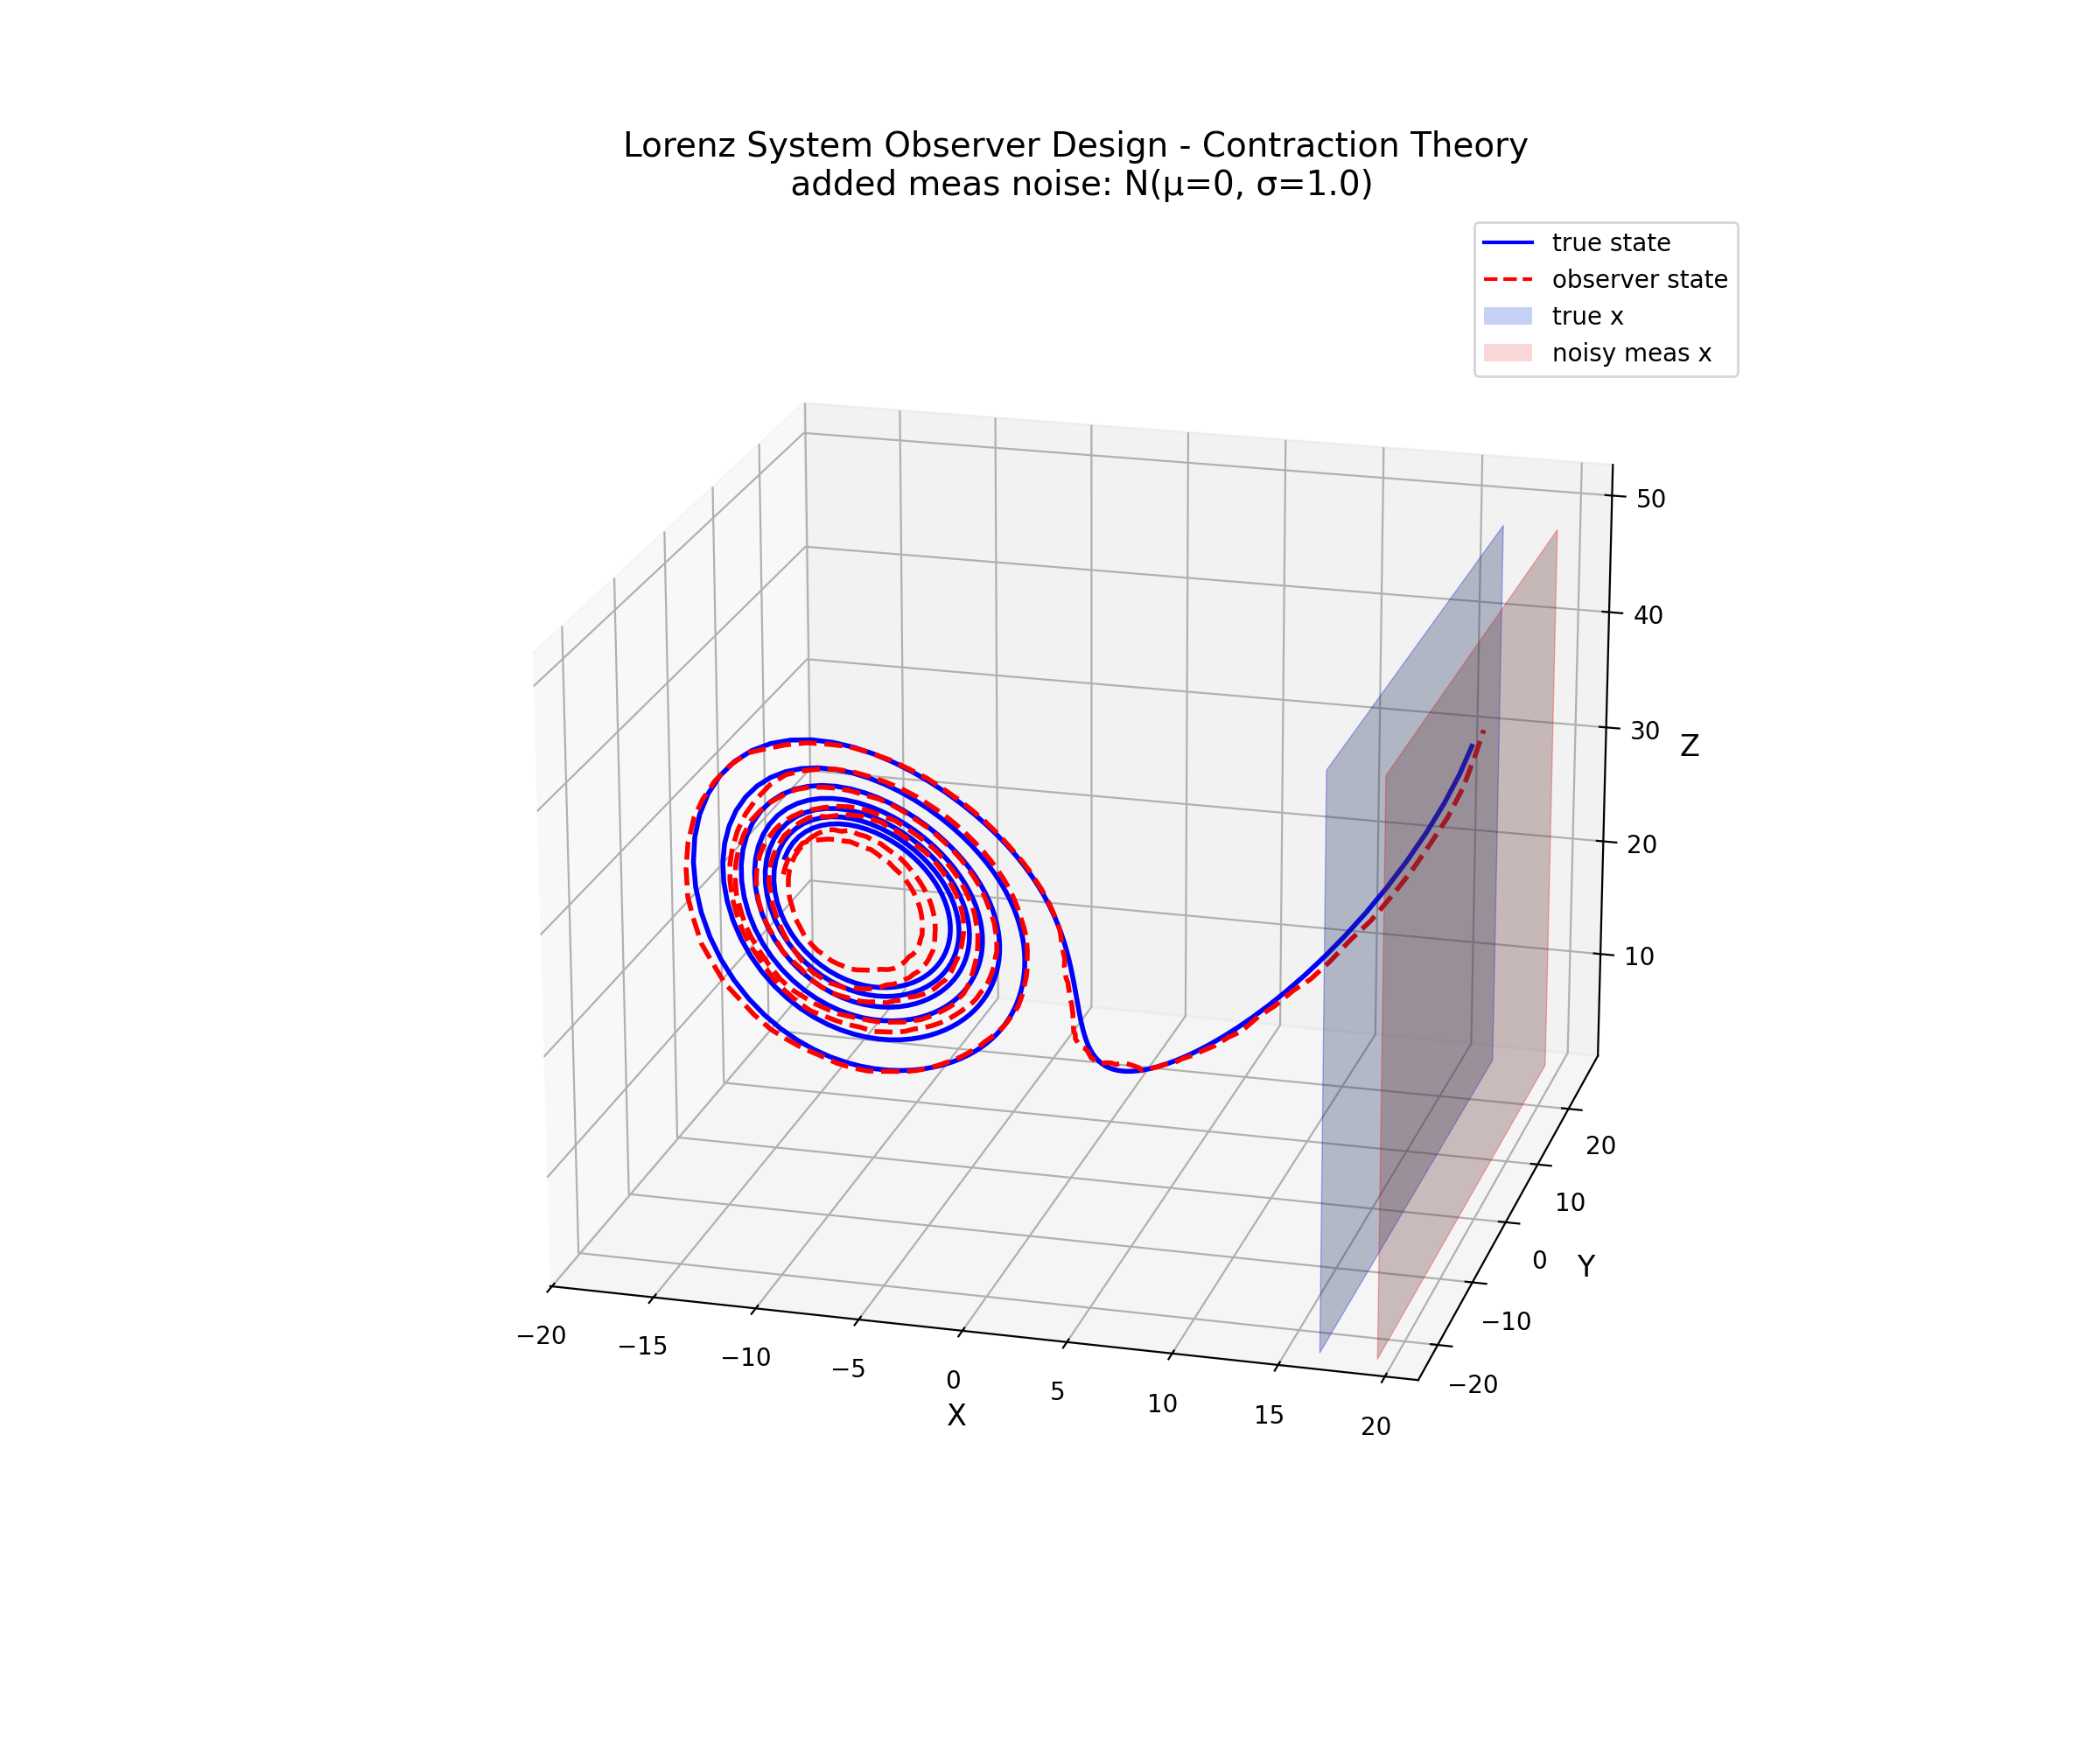 Lorenz System Observer Design - Contraction Theory
added meas noise: N(μ=0, σ=1.0)
true state
observer state
true x
noisy meas x
50
40
30
Z
20
10
20
10
0
Y
−10
−20
−20
−15
−10
−5
0
5
10
15
20
X